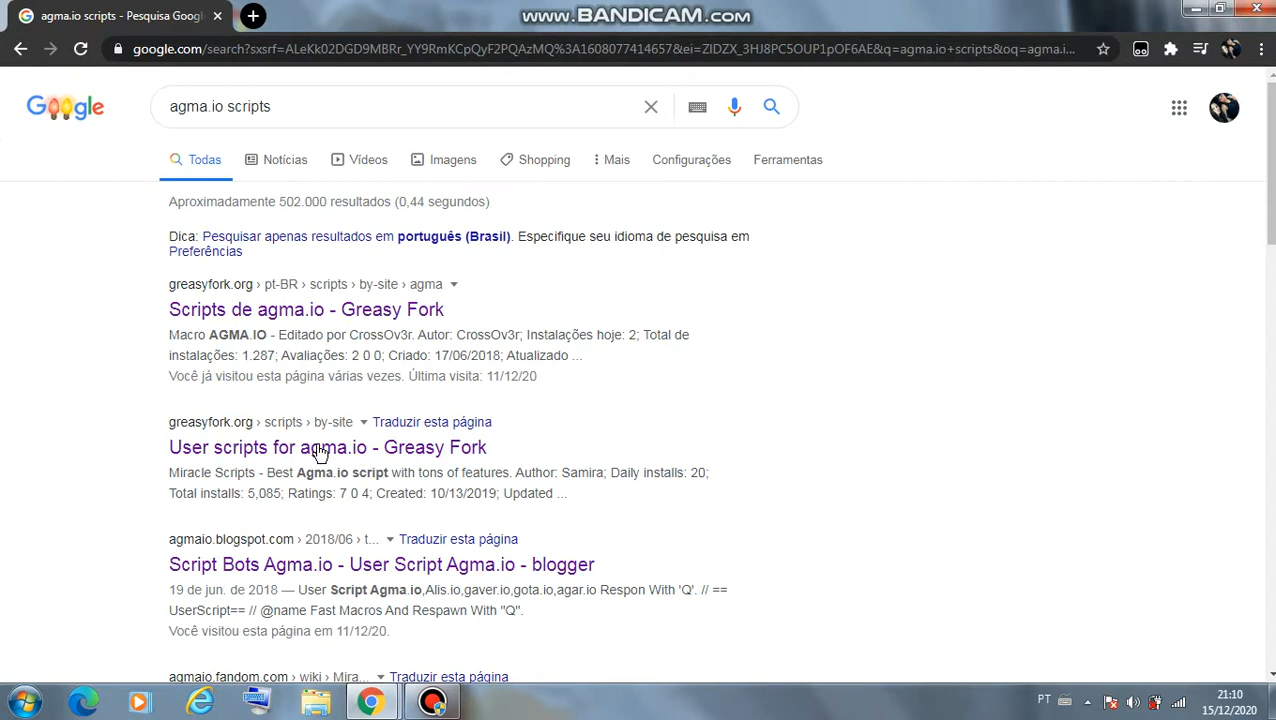 agma.io scripts - Pesquisa Googl
www.BANDICAM.com
google.com/search?sxsrf=ALeKk02DGD9MBRr_YY9RmKCpQyF2PQAzMQ%3A1608077414657&ei=ZIDZX_3HJ8PC5OUP1pOF6AE&q=agma.io+scripts&oq=agma.i...
Google
agma.io scripts
Todas
Notícias
Vídeos
Imagens
Shopping
Mais
Configurações
Ferramentas
Aproximadamente 502.000 resultados (0,44 segundos)
Dica: Pesquisar apenas resultados em português (Brasil). Especifique seu idioma de pesquisa em
Preferências
greasyfork.org › pt-BR › scripts › by-site › agma
Scripts de agma.io - Greasy Fork
Macro AGMA.IO - Editado por CrossOv3r. Autor: CrossOv3r; Instalações hoje: 2; Total de
instalações: 1.287; Avaliações: 2 0 0; Criado: 17/06/2018; Atualizado ...
Você já visitou esta página várias vezes. Última visita: 11/12/20
greasyfork.org › scripts › by-site Traduzir esta página
User scripts for agma.io - Greasy Fork
Miracle Scripts - Best Agma.io script with tons of features. Author: Samira; Daily installs: 20;
Total installs: 5,085; Ratings: 7 0 4; Created: 10/13/2019; Updated ...
agmaio.blogspot.com › 2018/06 › t... Traduzir esta página
Script Bots Agma.io - User Script Agma.io - blogger
19 de jun. de 2018 — User Script Agma.io,Alis.io,gaver.io,gota.io,agar.io Respon With 'Q'. // ==
UserScript== // @name Fast Macros And Respawn With "Q".
Você visitou esta página em 11/12/20.
agmaio.fandom.com › wiki › Mira... Traduzir esta página
PT
21:10
15/12/2020